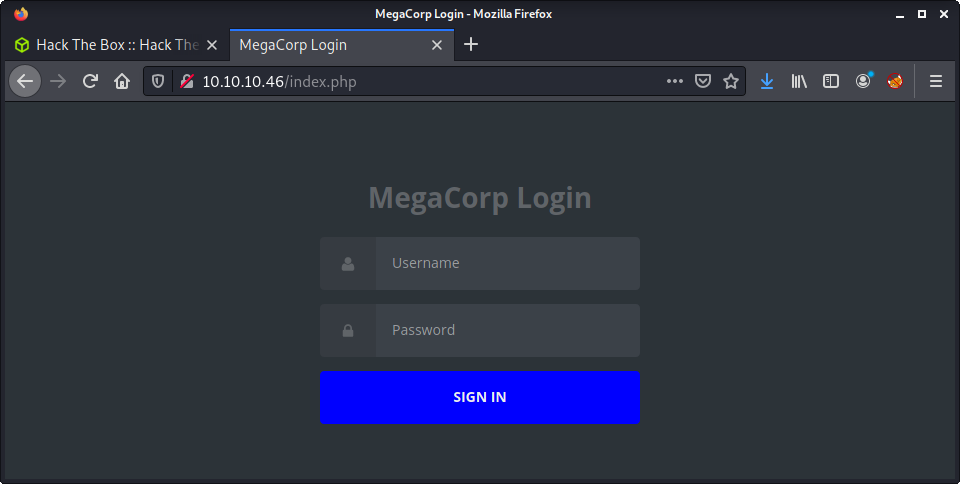 MegaCorp Login - Mozilla Firefox
Hack The Box :: Hack The
MegaCorp Login
10.10.10.46/index.php
MegaCorp Login
Username
Password
SIGN IN